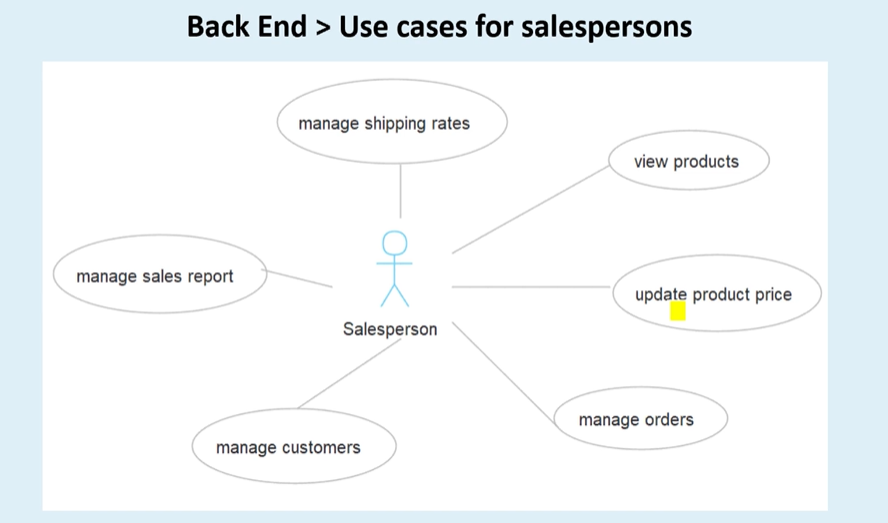 Back End > Use cases for salespersons
manage shipping rates
view products
manage sales report
update product price
Salesperson
manage orders
manage customers